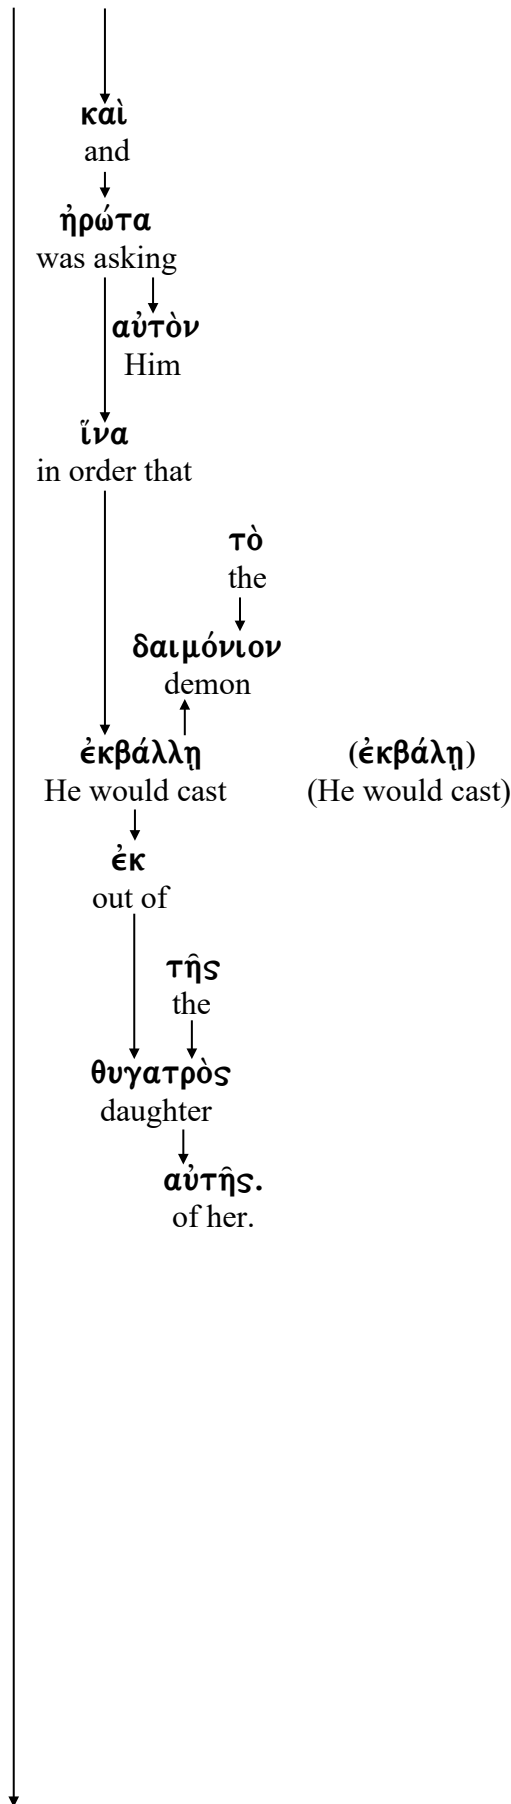 καὶ
and
ἠρώτα
was asking
αὐτὸν
Him
ἵνα
in order that
τὸ
the
δαιμόνιον
demon
ἐκβάλλῃ (ἐκβάλῃ)
He would cast (He would cast)
ἐκ
out of
τῆς
the
θυγατρὸς
daughter
αὐτῆς.
of her.